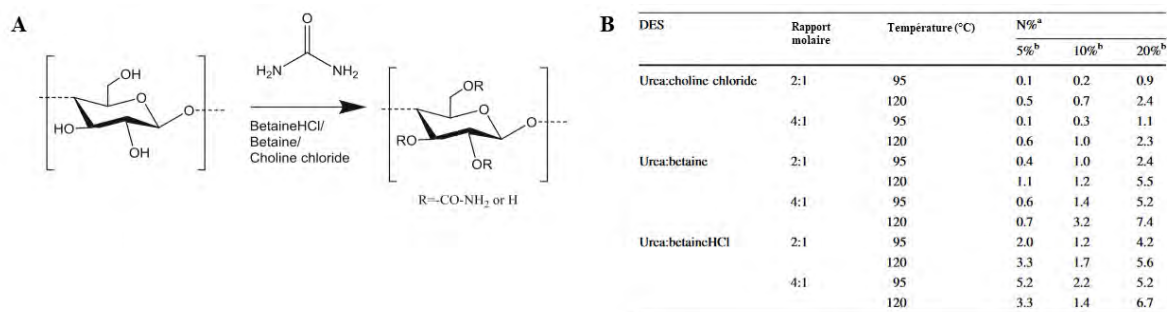 A
O
H₂N NH₂
OH
O
HO
OH
O
BetaineHCl/
Betaine/
Choline chloride
OR
O
RO
OR
O
R=-CO-NH₂ or H
B
DES Rapport molaire Température (°C) N%ᵃ
5%ᵇ 10%ᵇ 20%ᵇ
Urea:choline chloride 2:1 95 0.1 0.2 0.9
120 0.5 0.7 2.4
4:1 95 0.1 0.3 1.1
120 0.6 1.0 2.3
Urea:betaine 2:1 95 0.4 1.0 2.4
120 1.1 1.2 5.5
4:1 95 0.6 1.4 5.2
120 0.7 3.2 7.4
Urea:betaineHCl 2:1 95 2.0 1.2 4.2
120 3.3 1.7 5.6
4:1 95 5.2 2.2 5.2
120 3.3 1.4 6.7